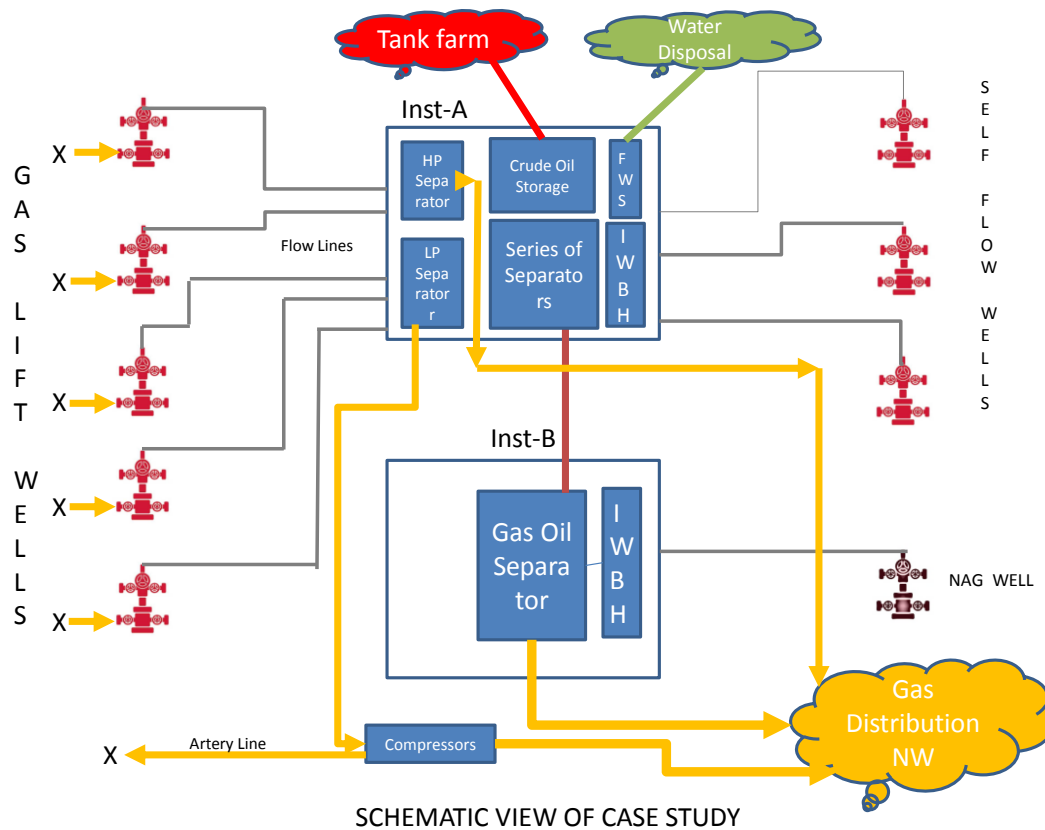 Tank farm
Water
Disposal
Inst-A
HP
Sepa
rator
Crude Oil
Storage
F
W
S
LP
Sepa
rato
r
Series of
Separato
rs
I
W
B
H
Flow Lines
X
X
X
X
X
G
A
S
L
I
F
T
W
E
L
L
S
S
E
L
F
F
L
O
W
W
E
L
L
S
Inst-B
Gas Oil
Separa
tor
I
W
B
H
NAG WELL
Gas
Distribution
NW
Compressors
Artery Line
X
SCHEMATIC VIEW OF CASE STUDY